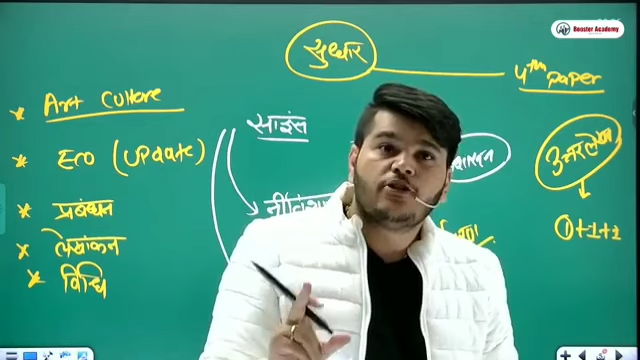 Booster Academy
सुधार
4th Paper
* Art Culture
* Eco (Update)
* प्रबंधन
* लेखांकन
* विधि
साइंस
उत्तरलेखन
1+1+1